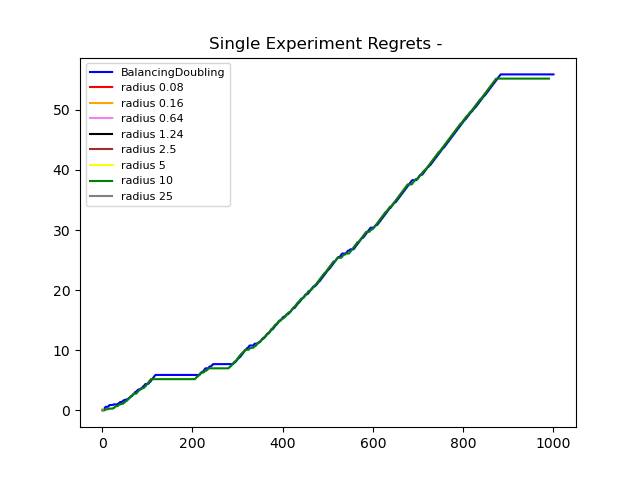 Single Experiment Regrets -
BalancingDoubling
radius 0.08
radius 0.16
radius 0.64
radius 1.24
radius 2.5
radius 5
radius 10
radius 25
50
40
30
20
10
0
0 200 400 600 800 1000